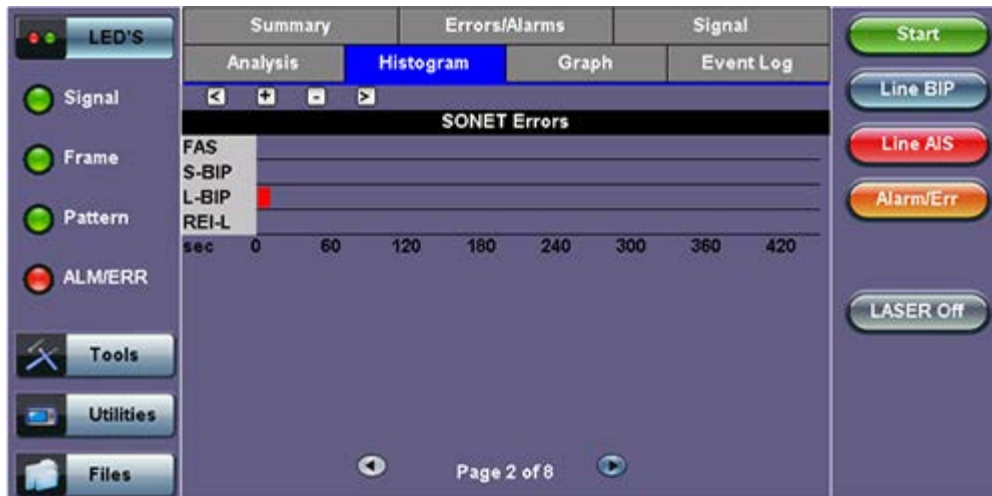 LED'S
Signal
Frame
Pattern
ALM/ERR
Tools
Utilities
Files
Summary Errors/Alarms Signal
Analysis Histogram Graph Event Log
< + - >
SONET Errors
FAS
S-BIP
L-BIP
REI-L
sec 0 60 120 180 240 300 360 420
Page 2 of 8
Start
Line BIP
Line AIS
Alarm/Err
LASER Off